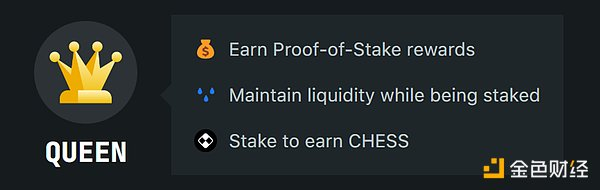 QUEEN
Earn Proof-of-Stake rewards
Maintain liquidity while being staked
Stake to earn CHESS
金色财经